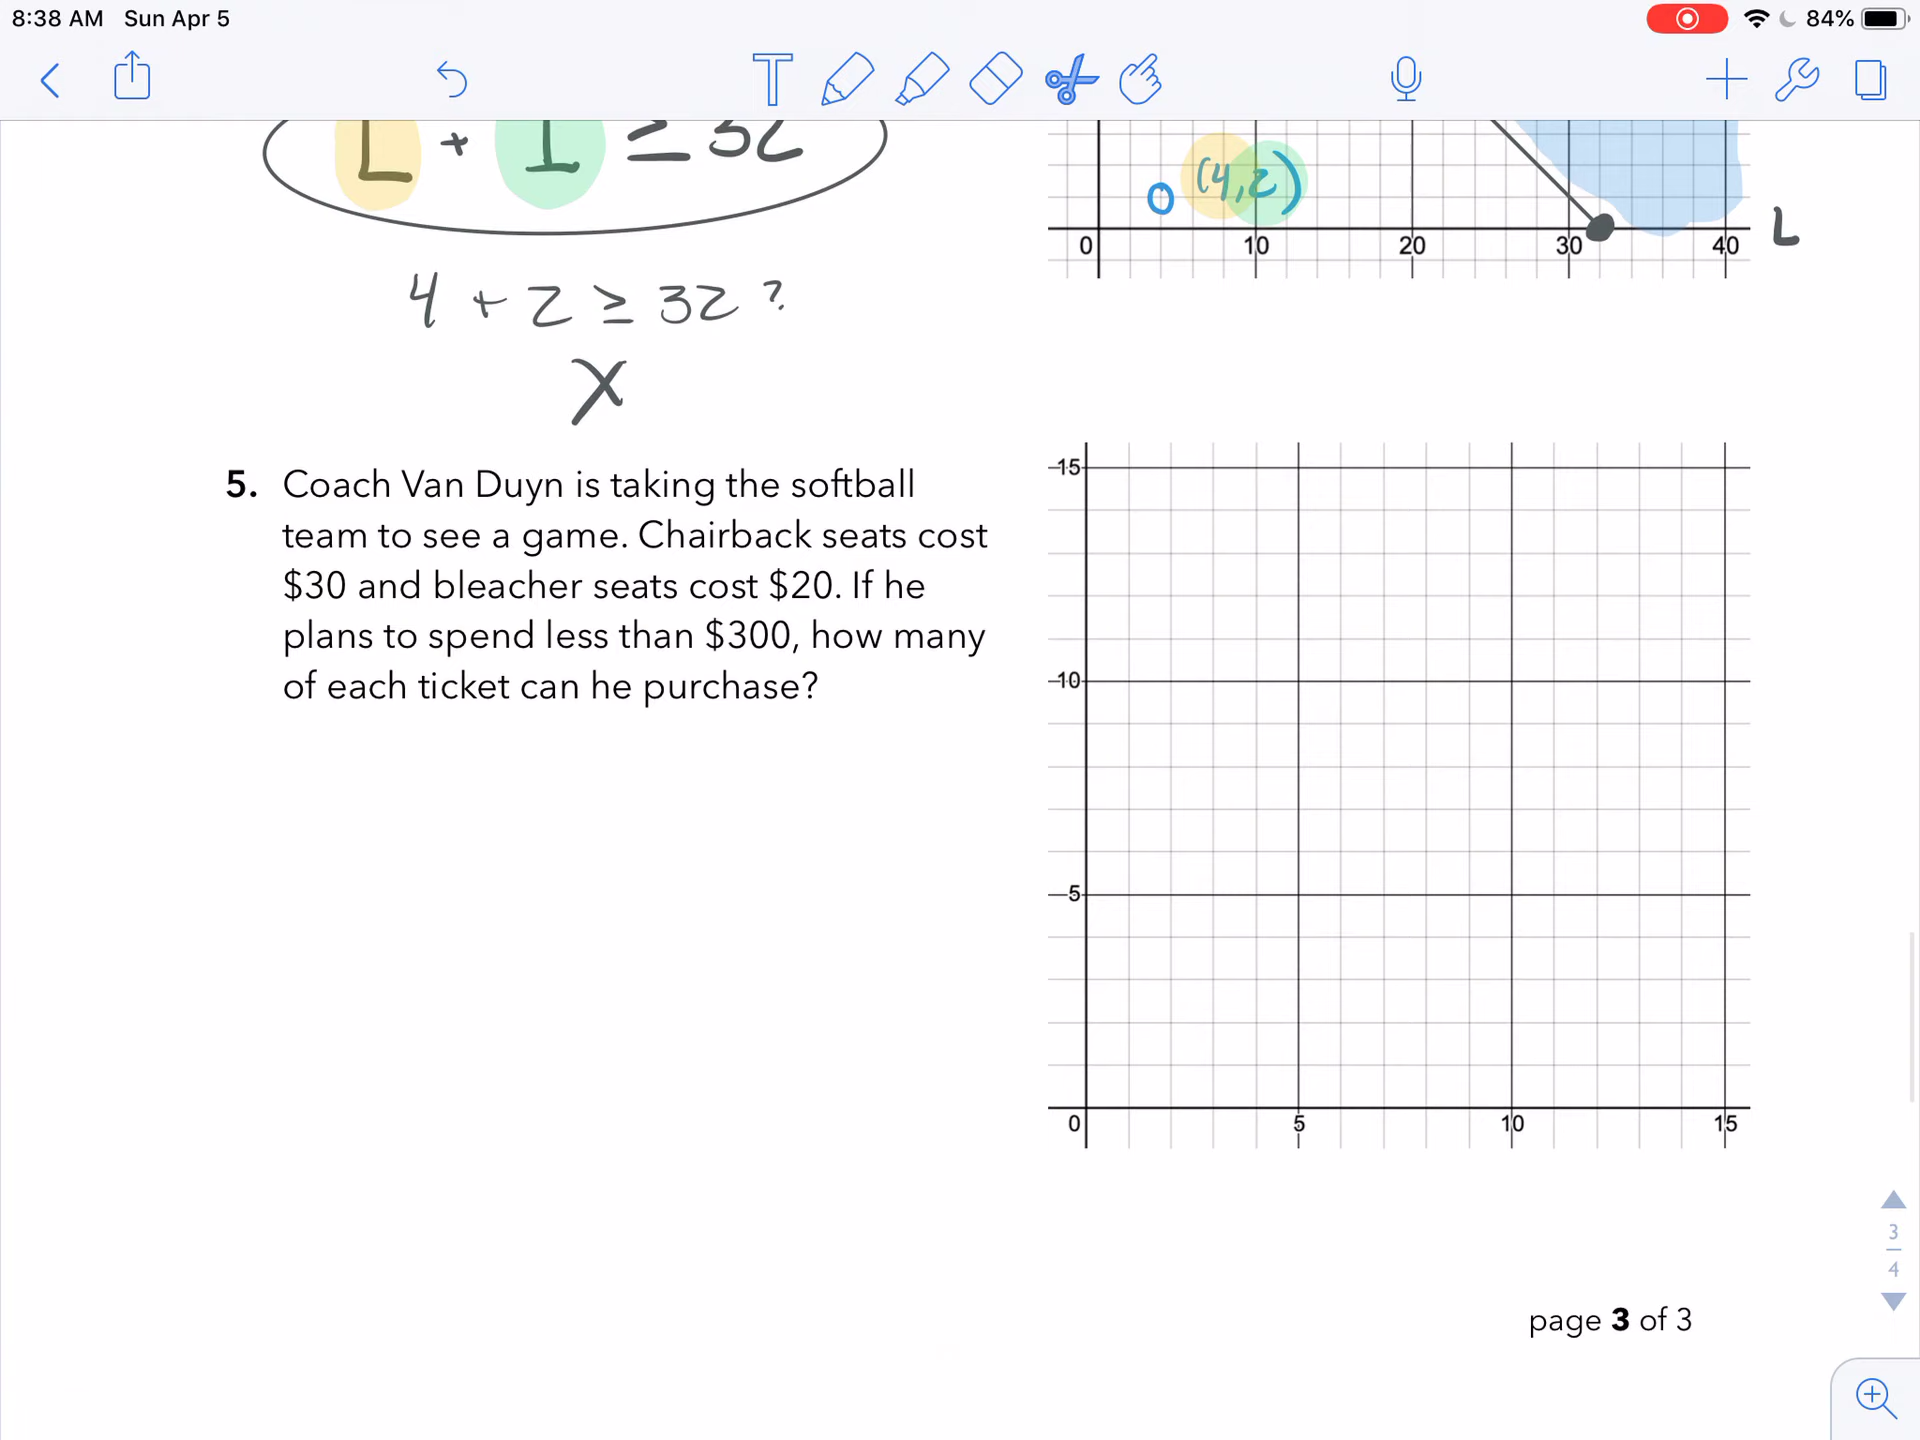 8:38 AM Sun Apr 5
84%
T
L + I ≥ 32
(4,2)
0 10 20 30 40 L
4 + 2 ≥ 32 ?
X
5. Coach Van Duyn is taking the softball
team to see a game. Chairback seats cost
$30 and bleacher seats cost $20. If he
plans to spend less than $300, how many
of each ticket can he purchase?
15
10
5
0 5 10 15
3
4
page 3 of 3